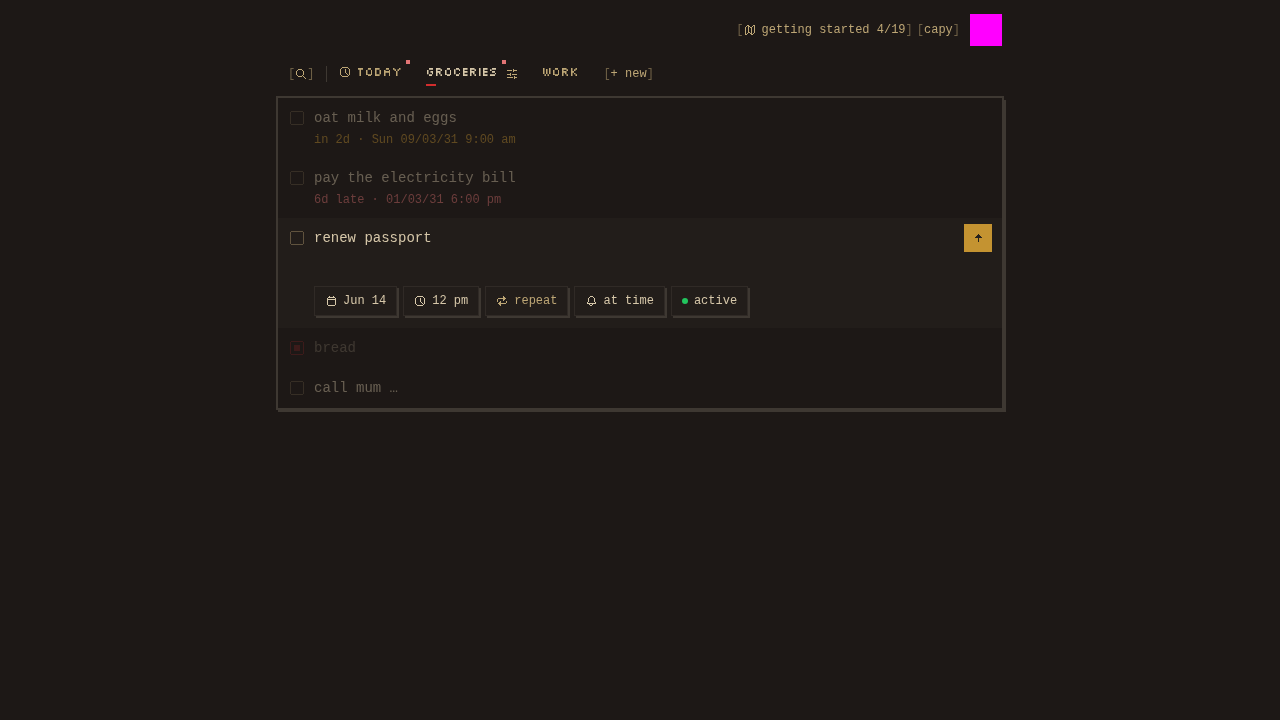 [getting started 4/19] [capy]
[ ] TODAY GROCERIES WORK [+ new]
oat milk and eggs
in 2d · Sun 09/03/31 9:00 am
pay the electricity bill
6d late · 01/03/31 6:00 pm
renew passport
Jun 14 12 pm repeat at time active
bread
call mum …